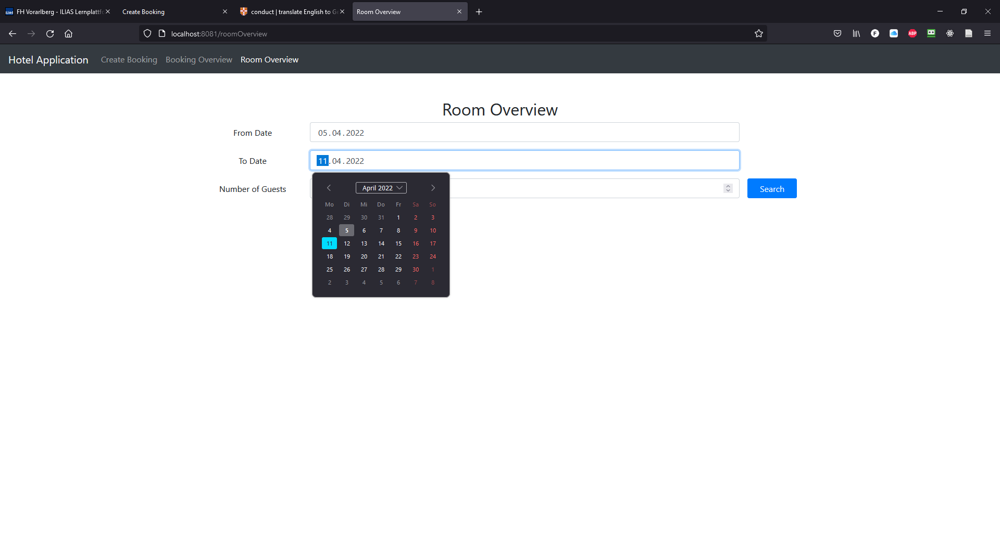 FH Vorarlberg - ILIAS Lernplattfo
Create Booking
conduct | translate English to Ge
Room Overview
localhost:8081/roomOverview
Hotel Application Create Booking Booking Overview Room Overview
Room Overview
From Date 05.04.2022
To Date 11.04.2022
Number of Guests Search
April 2022
Mo Di Mi Do Fr Sa So
28 29 30 31 1 2 3
4 5 6 7 8 9 10
11 12 13 14 15 16 17
18 19 20 21 22 23 24
25 26 27 28 29 30 1
2 3 4 5 6 7 8
ILIAS
F
ABP